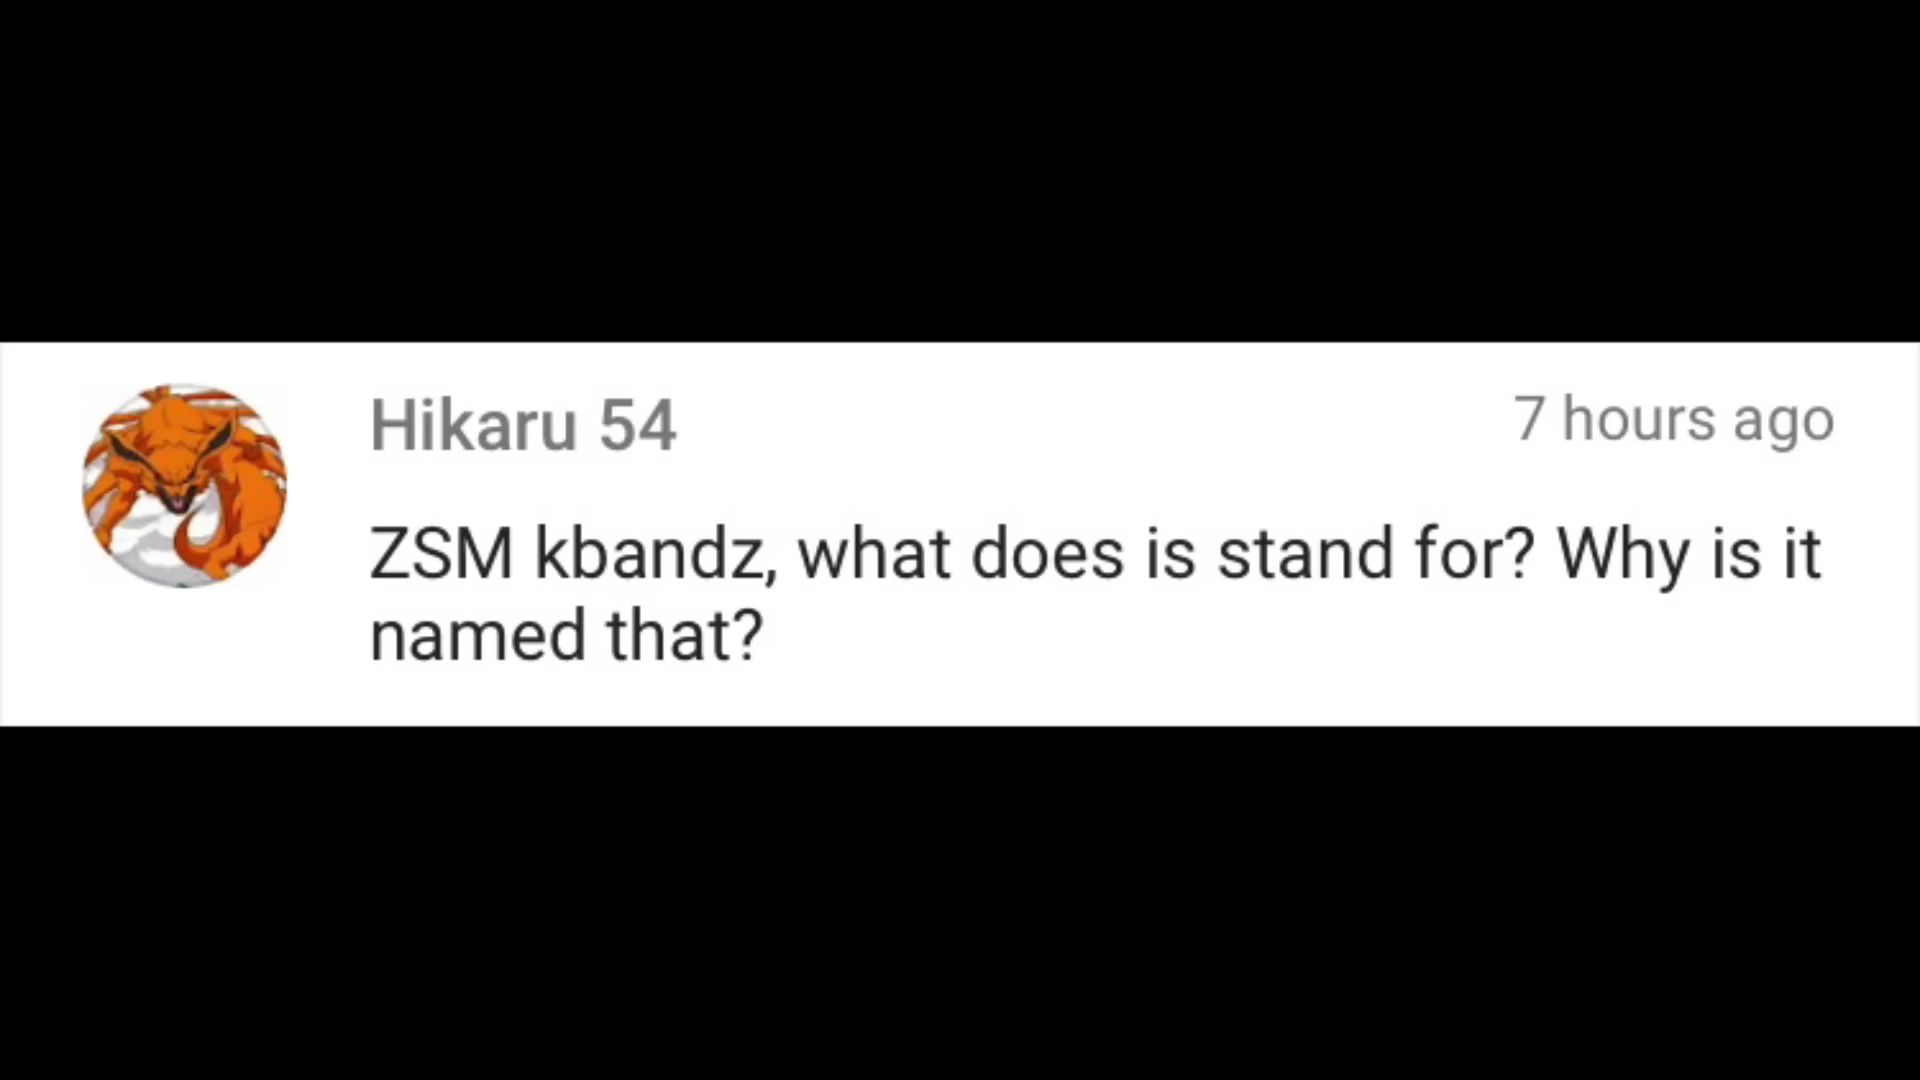 Hikaru 54 7 hours ago
ZSM kbandz, what does is stand for? Why is it
named that?